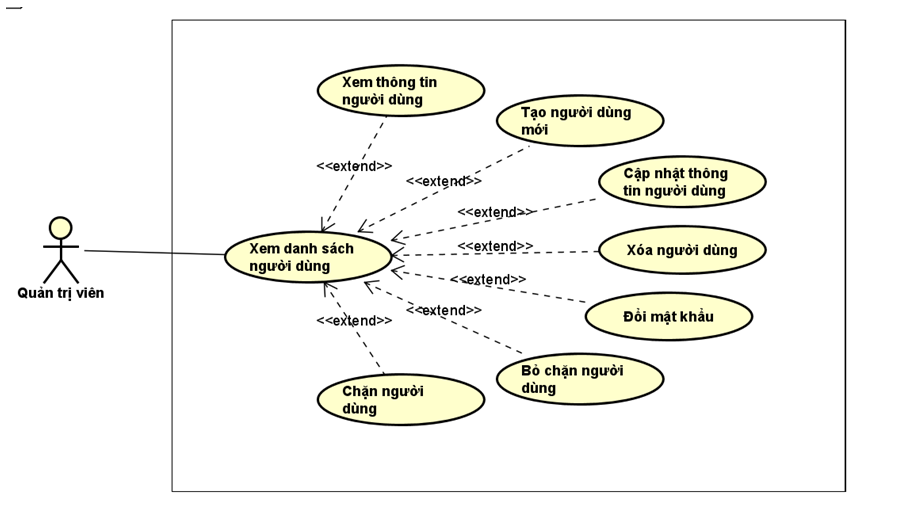 Xem thông tin
người dùng
<<extend>>
Tạo người dùng
mới
<<extend>>
Cập nhật thông
tin người dùng
<<extend>>
Xem danh sách
người dùng
<<extend>>
Xóa người dùng
Quản trị viên
<<extend>>
Đổi mật khẩu
<<extend>>
<<extend>>
Bỏ chặn người
dùng
Chặn người
dùng